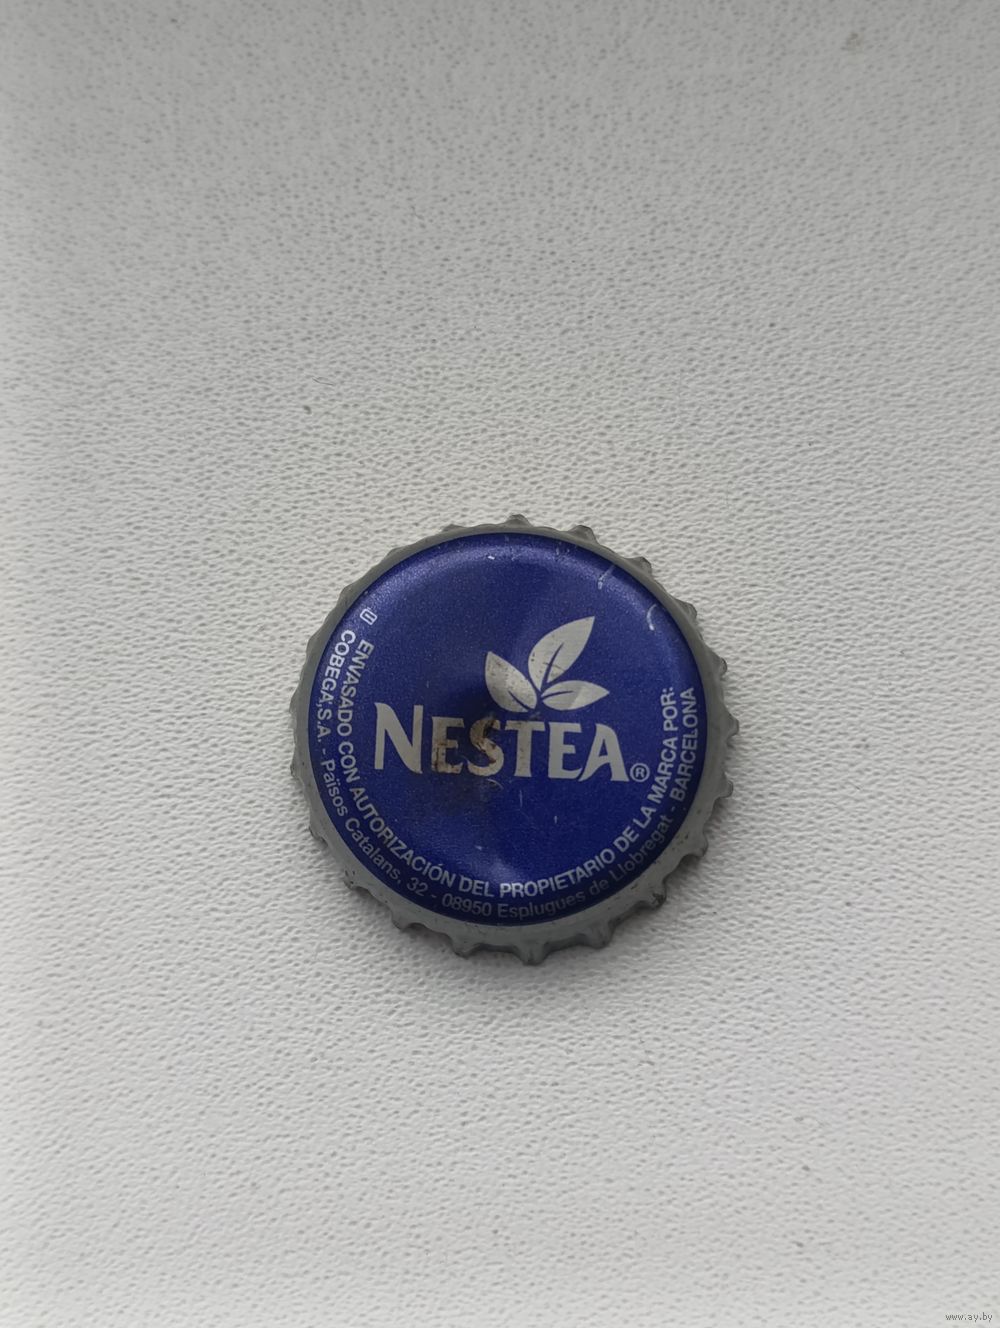 NESTEA®
ENVASADO CON AUTORIZACIÓN DEL PROPIETARIO DE LA MARCA POR:
COBEGA, S.A. - Països Catalans, 32 - 08950 Esplugues de Llobregat - BARCELONA
www.ay.by